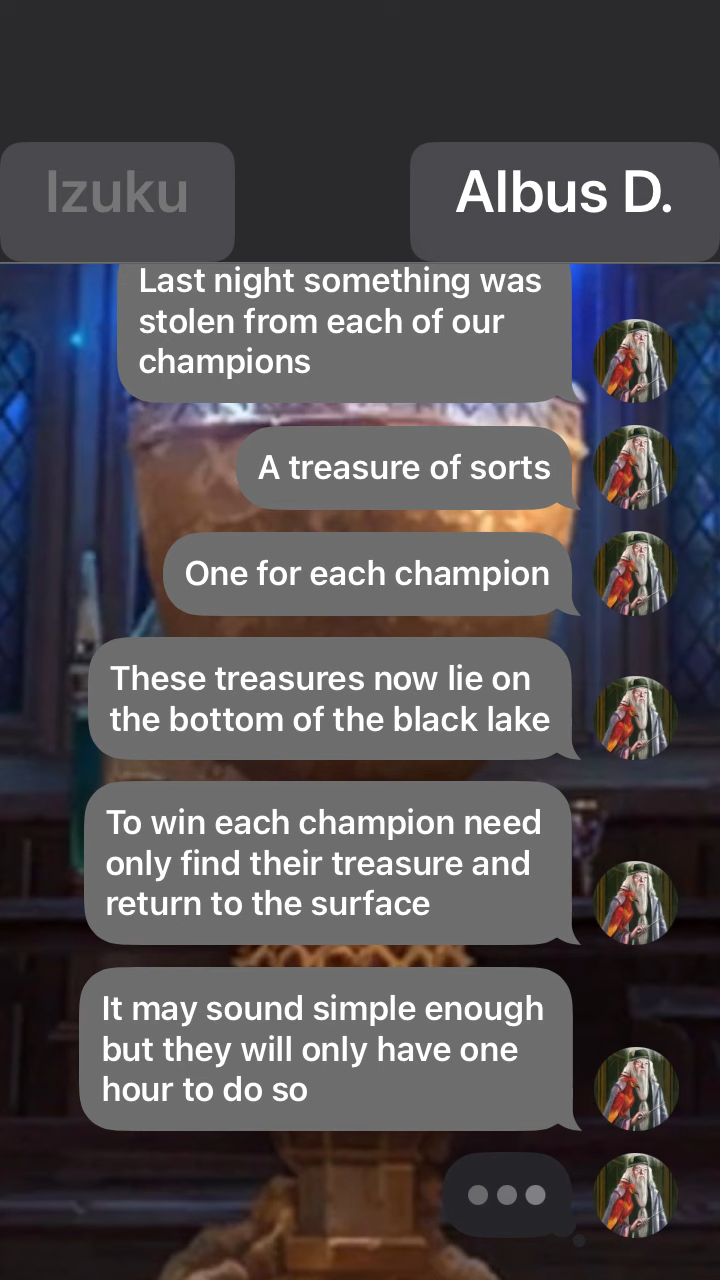 Izuku
Albus D.
Last night something was
stolen from each of our
champions
A treasure of sorts
One for each champion
These treasures now lie on
the bottom of the black lake
To win each champion need
only find their treasure and
return to the surface
It may sound simple enough
but they will only have one
hour to do so